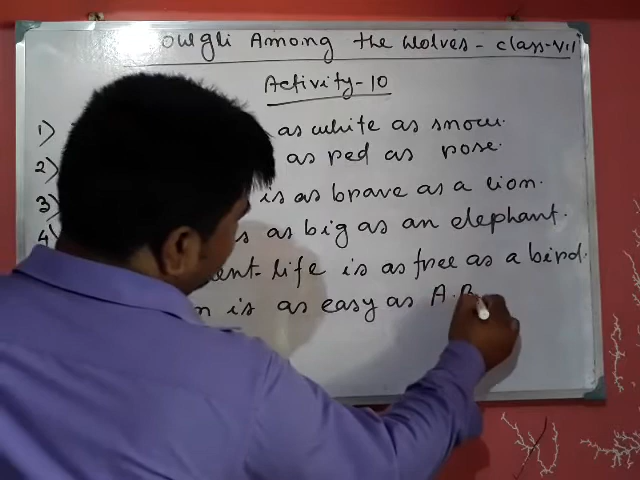 owgli Among the wolves - class-VII
Activity-10
1) as white as snow.
2) as red as rose.
3) is as brave as a lion.
4) s as big as an elephant.
ent-life is as free as a bird.
n is as easy as A.B